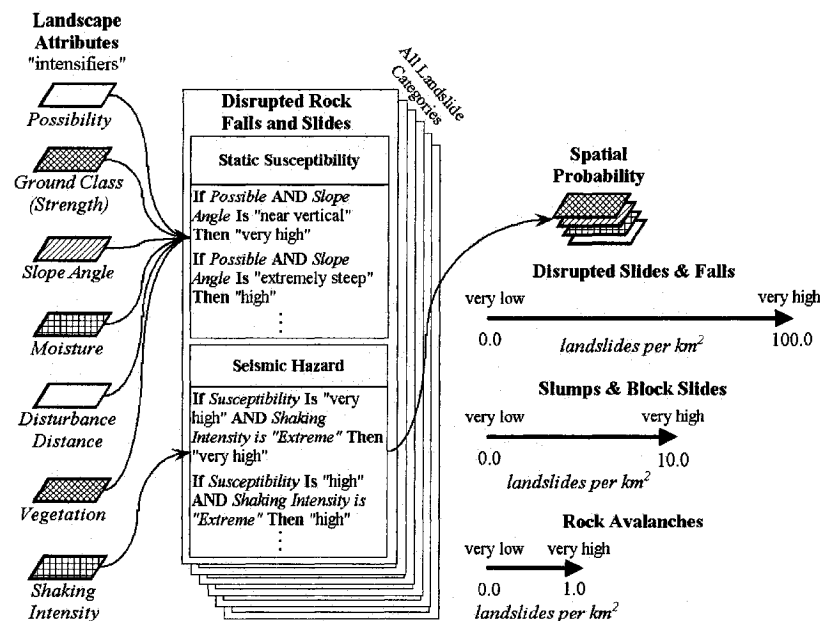 Landscape
Attributes
"intensifiers"
Possibility
Ground Class
(Strength)
Slope Angle
Moisture
Disturbance
Distance
Vegetation
Shaking
Intensity
All Landslide
Categories
Disrupted Rock
Falls and Slides
Static Susceptibility
If Possible AND Slope
Angle Is "near vertical"
Then "very high"
If Possible AND Slope
Angle Is "extremely steep"
Then "high"
⋮
Seismic Hazard
If Susceptibility Is "very
high" AND Shaking
Intensity is "Extreme" Then
"very high"
If Susceptibility Is "high"
AND Shaking Intensity is
"Extreme" Then "high"
⋮
Spatial
Probability
Disrupted Slides & Falls
very low very high
0.0 landslides per km² 100.0
Slumps & Block Slides
very low very high
0.0 10.0
landslides per km²
Rock Avalanches
very low very high
0.0 1.0
landslides per km²